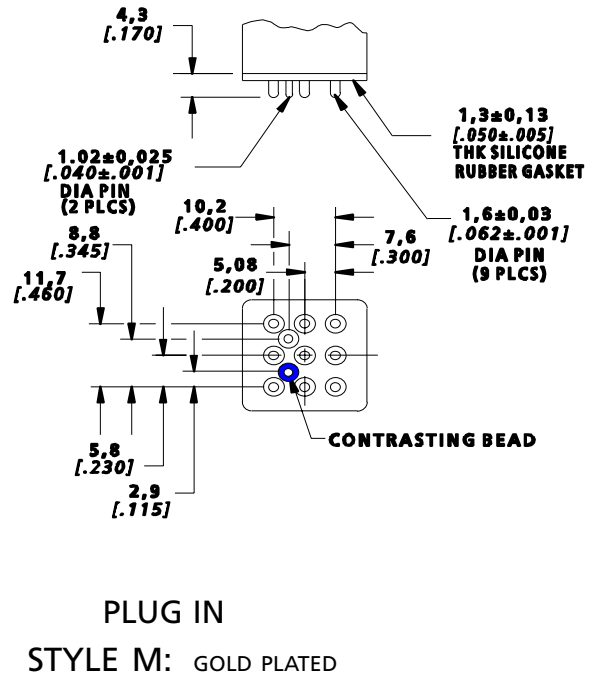 4,3
[.170]
1,3±0,13
[.050±.005]
THK SILICONE
RUBBER GASKET
1.02±0,025
[.040±.001]
DIA PIN
(2 PLCS)
1,6±0,03
[.062±.001]
DIA PIN
(9 PLCS)
10,2
[.400]
8,8
[.345]
7,6
[.300]
5,08
[.200]
11,7
[.460]
CONTRASTING BEAD
5,8
[.230]
2,9
[.115]
PLUG IN
STYLE M: GOLD PLATED